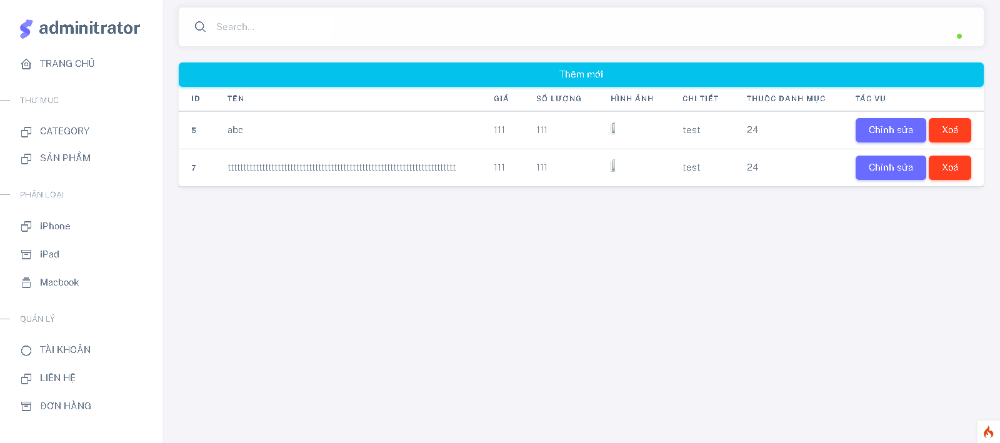 adminitrator
TRANG CHỦ
THƯ MỤC
CATEGORY
SẢN PHẨM
PHÂN LOẠI
iPhone
iPad
Macbook
QUẢN LÝ
TÀI KHOẢN
LIÊN HỆ
ĐƠN HÀNG
Search...
Thêm mới
ID TÊN GIÁ SỐ LƯỢNG HÌNH ẢNH CHI TIẾT THUỘC DANH MỤC TÁC VỤ
5 abc 111 111 test 24 Chỉnh sửa Xoá
7 ttttttttttttttttttttttttttttttttttttttttttttttttttttttttttttttttttttttttt 111 111 test 24 Chỉnh sửa Xoá